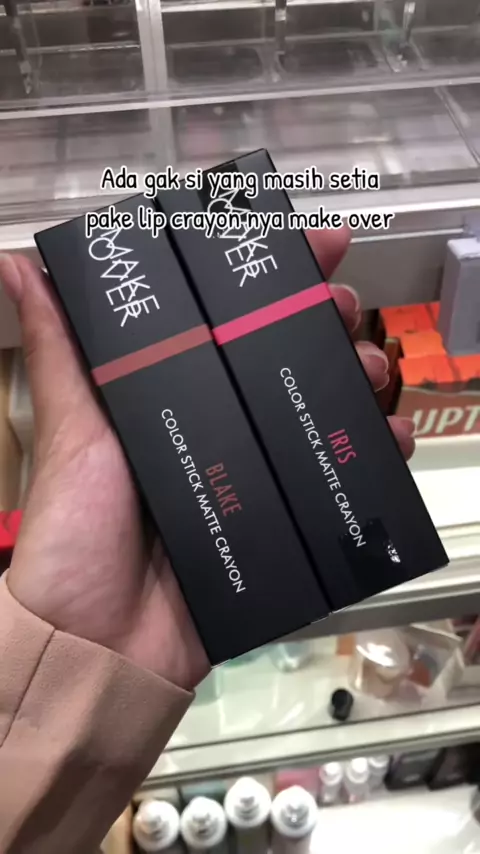 Ada gak si yang masih setia
pake lip crayon nya make over
MAKE
OVER
BLAKE
COLOR STICK MATTE CRAYON
MAKE
OVER
IRIS
COLOR STICK MATTE CRAYON
UPT